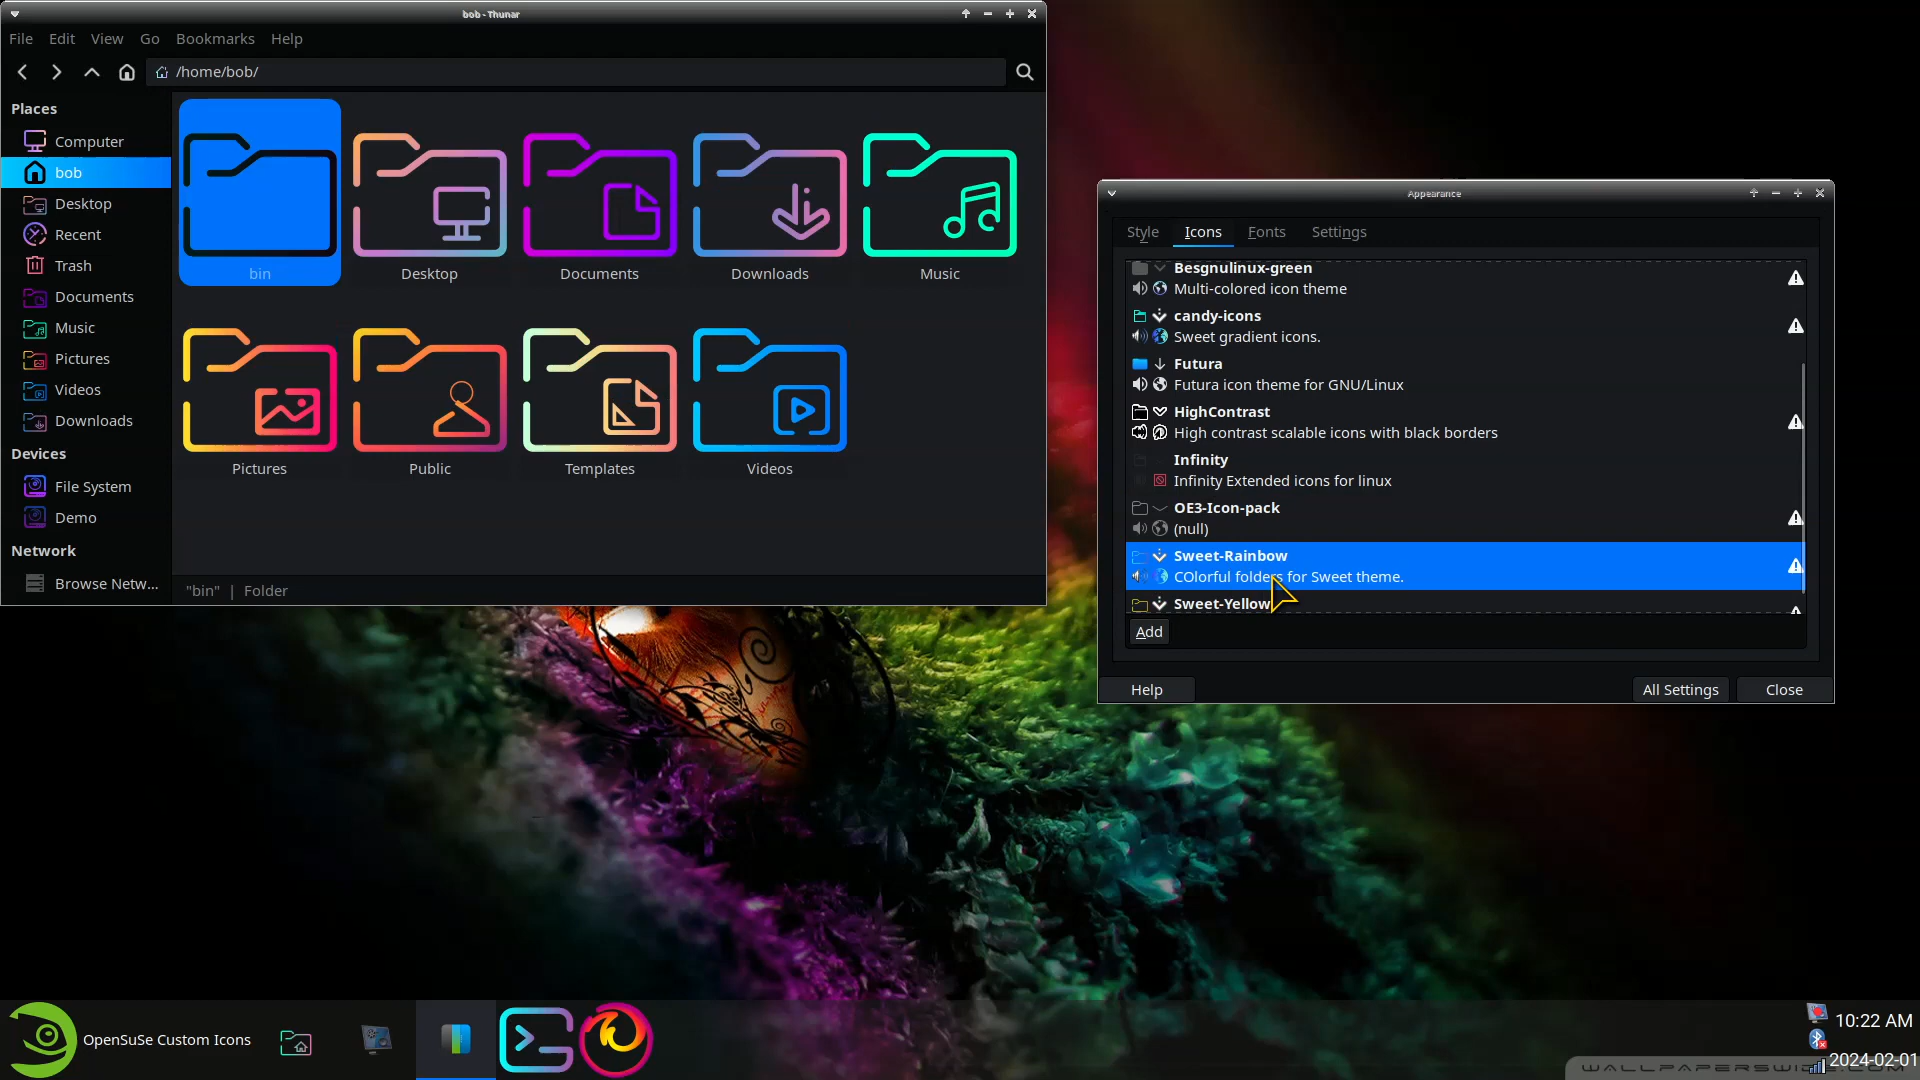 bob - Thunar
File Edit View Go Bookmarks Help
/home/bob/
Places
Computer
bob
Desktop
Recent
Trash
Documents
Music
Pictures
Videos
Downloads
Devices
File System
Demo
Network
Browse Netw...
bin
Desktop
Documents
Downloads
Music
Pictures
Public
Templates
Videos
"bin" | Folder
Appearance
Style Icons Fonts Settings
Besgnulinux-green
Multi-colored icon theme
candy-icons
Sweet gradient icons.
Futura
Futura icon theme for GNU/Linux
HighContrast
High contrast scalable icons with black borders
Infinity
Infinity Extended icons for linux
OE3-Icon-pack
(null)
Sweet-Rainbow
COlorful folders for Sweet theme.
Sweet-Yellow
Add
Help
All Settings
Close
OpenSuSe Custom Icons
10:22 AM
2024-02-01